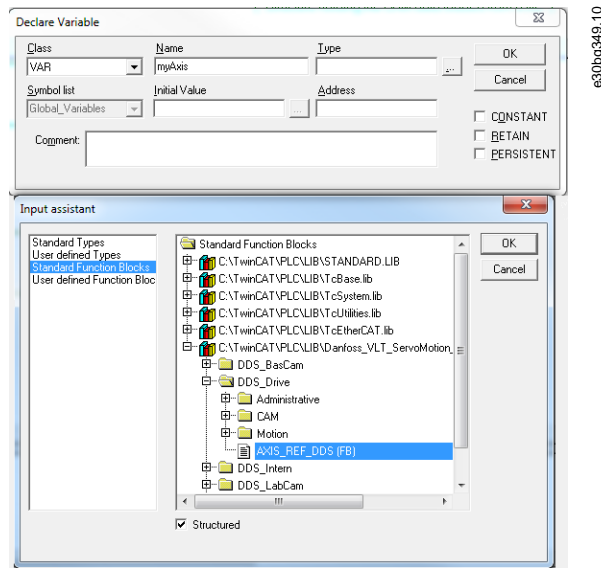 Declare Variable
Class Name Type
VAR myAxis ... OK
Symbol list Initial Value Address Cancel
Global_Variables ...
CONSTANT
Comment: RETAIN
PERSISTENT
e30bg349.10
Input assistant
Standard Types
User defined Types
Standard Function Blocks
User defined Function Bloc
Standard Function Blocks
C:\TwinCAT\PLC\LIB\STANDARD.LIB
C:\TwinCAT\PLC\LIB\TcBase.lib
C:\TwinCAT\PLC\LIB\TcSystem.lib
C:\TwinCAT\PLC\LIB\TcUtilities.lib
C:\TwinCAT\PLC\LIB\TcEtherCAT.lib
C:\TwinCAT\PLC\LIB\Danfoss_VLT_ServoMotion_
DDS_BasCam
DDS_Drive
Administrative
CAM
Motion
AXIS_REF_DDS (FB)
DDS_Intern
DDS_LabCam
OK
Cancel
Structured